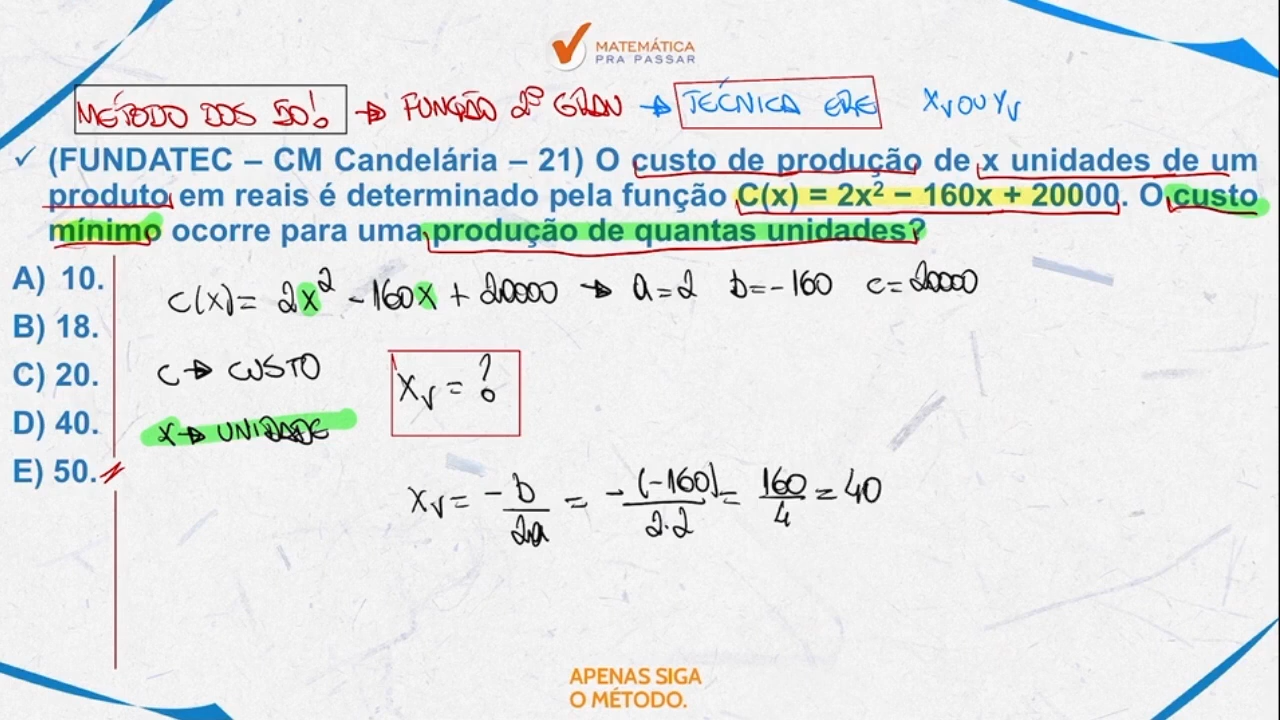 MATEMÁTICA
PRA PASSAR
MÉTODO DOS 50! → FUNÇÃO 2º GRAU → TÉCNICA ERE XV OU YV
✓ (FUNDATEC – CM Candelária – 21) O custo de produção de x unidades de um
produto em reais é determinado pela função C(x) = 2x² − 160x + 20000. O custo
mínimo ocorre para uma produção de quantas unidades?
A) 10.
C(x) = 2x² - 160x + 20000 → a=2 b=-160 c=20000
B) 18.
C) 20.
C → CUSTO
XV = ?
D) 40.
X → UNIDADE
E) 50.
XV = -b/2a = -(-160)/2·2 = 160/4 = 40
APENAS SIGA
O MÉTODO.